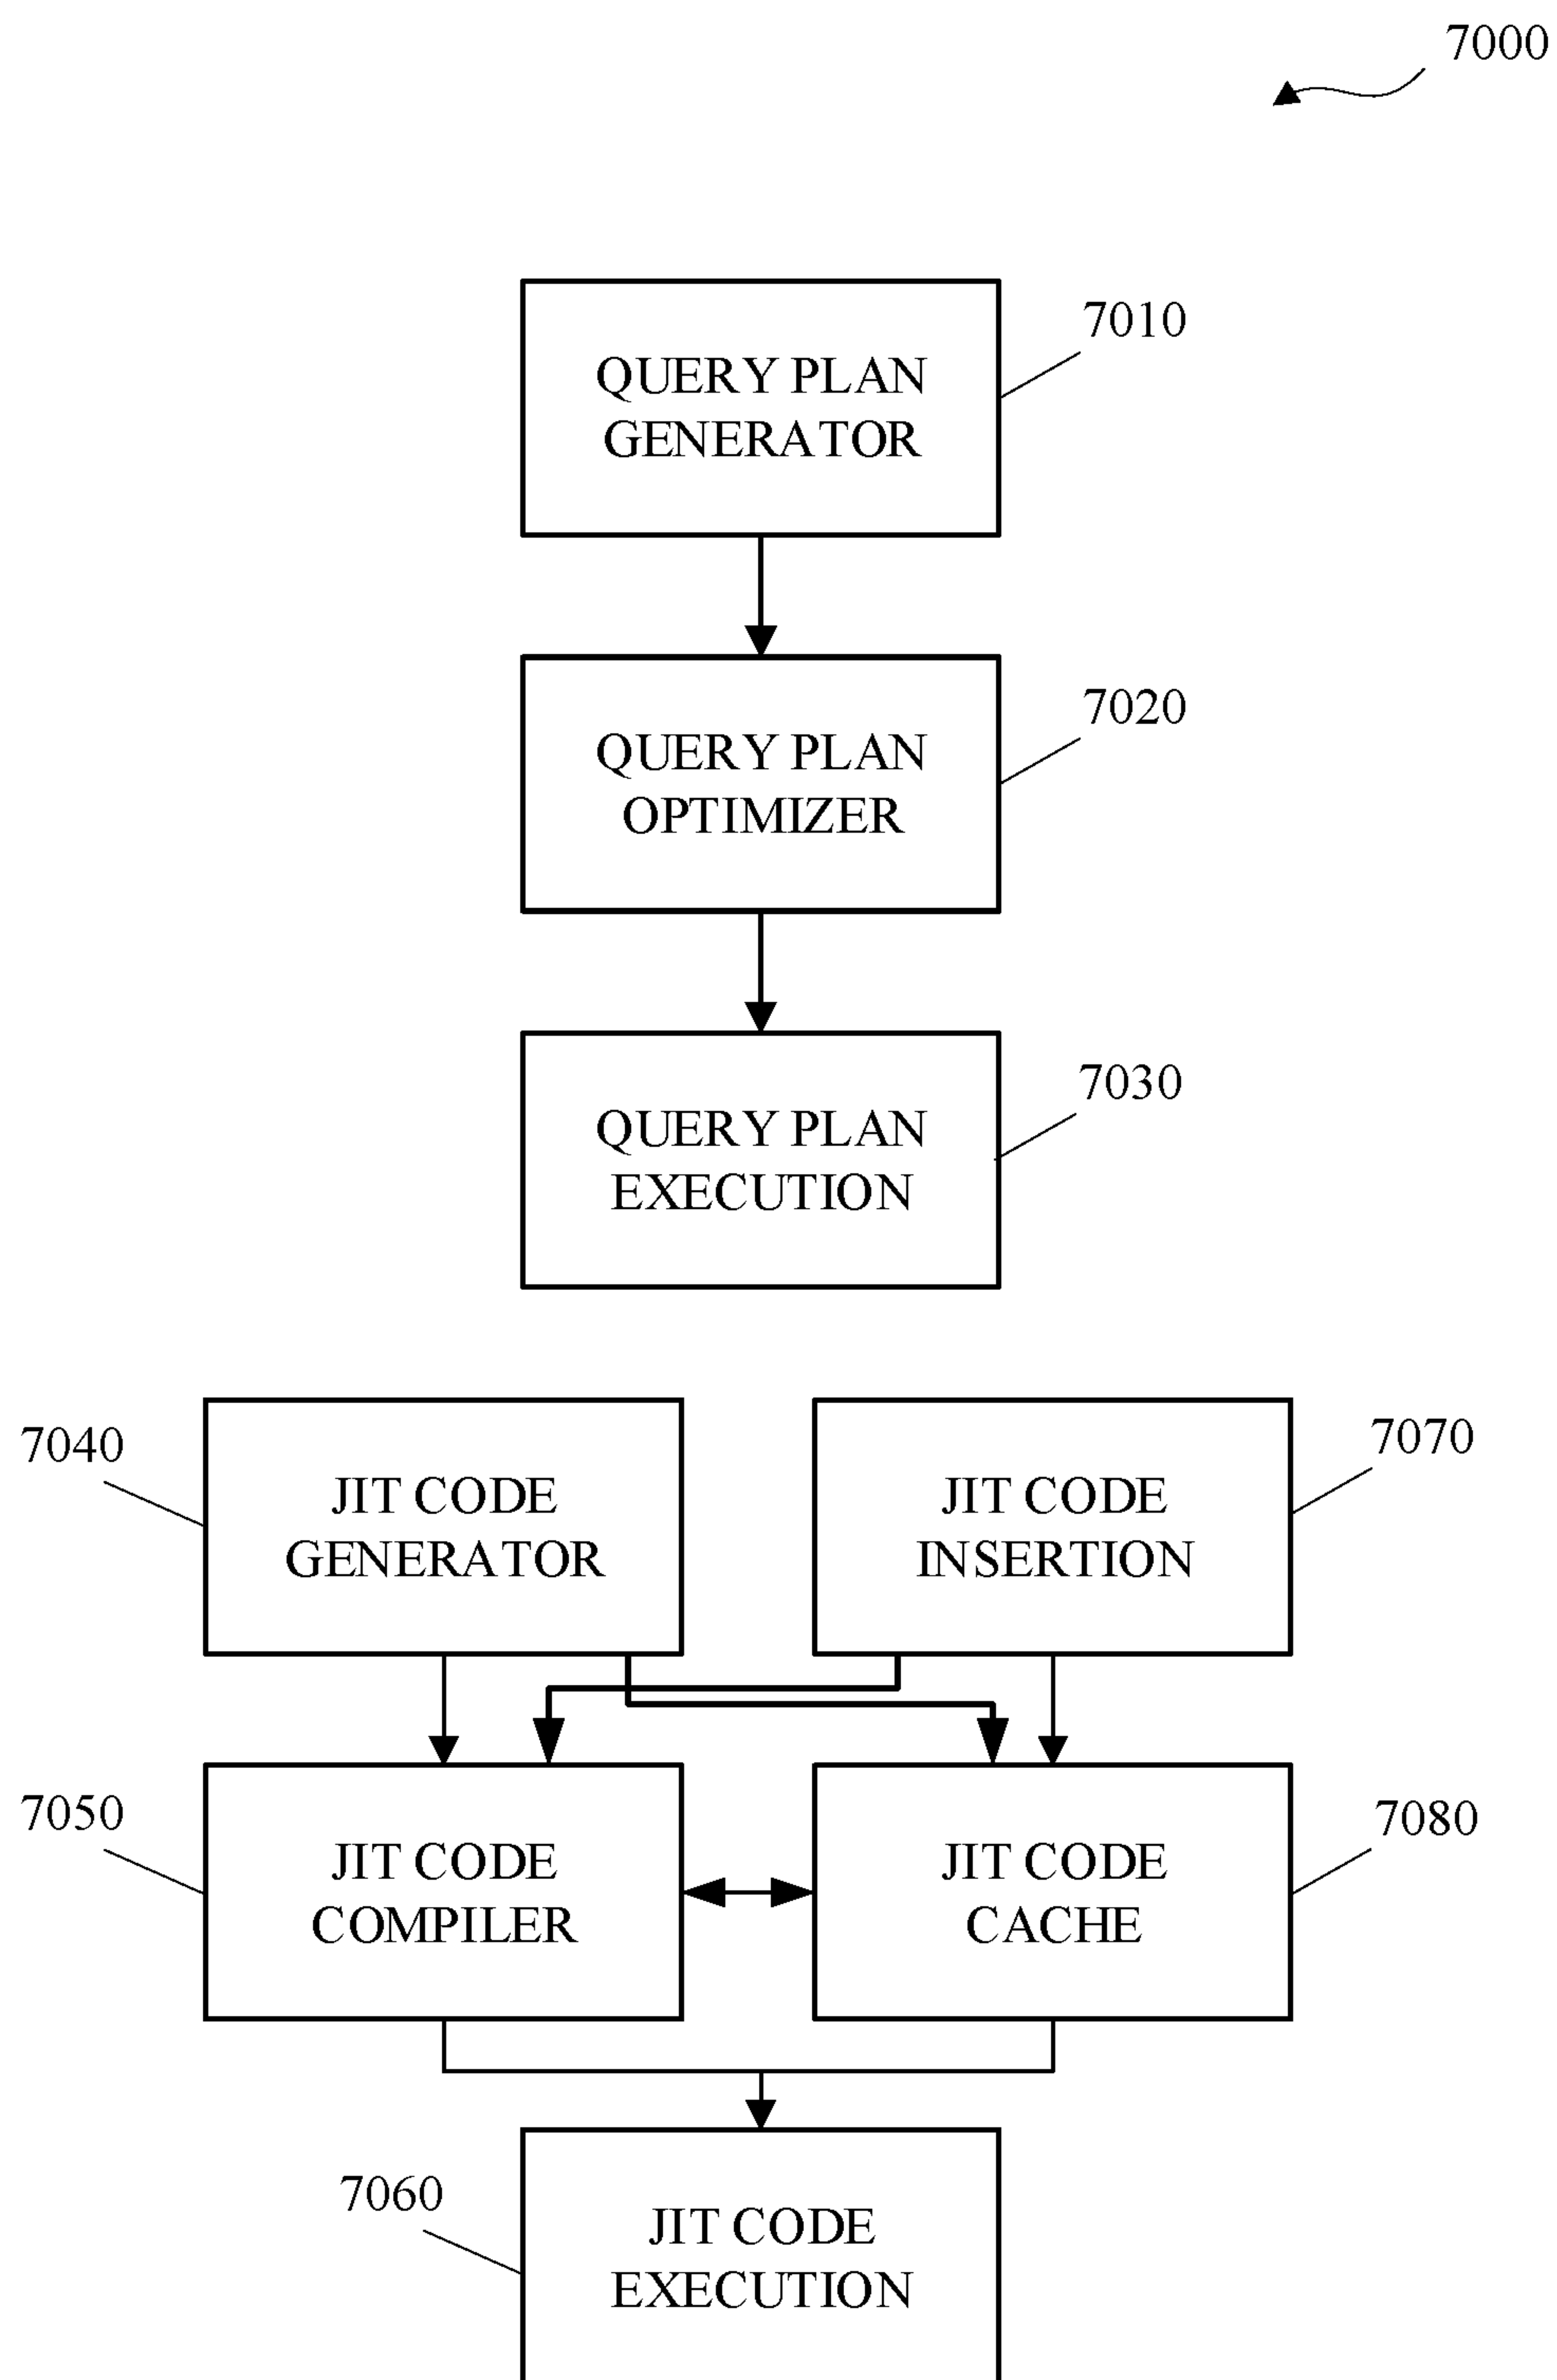 7000
QUERY PLAN
GENERATOR
7010
QUERY PLAN
OPTIMIZER
7020
QUERY PLAN
EXECUTION
7030
7040
JIT CODE
GENERATOR
JIT CODE
INSERTION
7070
7050
JIT CODE
COMPILER
JIT CODE
CACHE
7080
7060
JIT CODE
EXECUTION